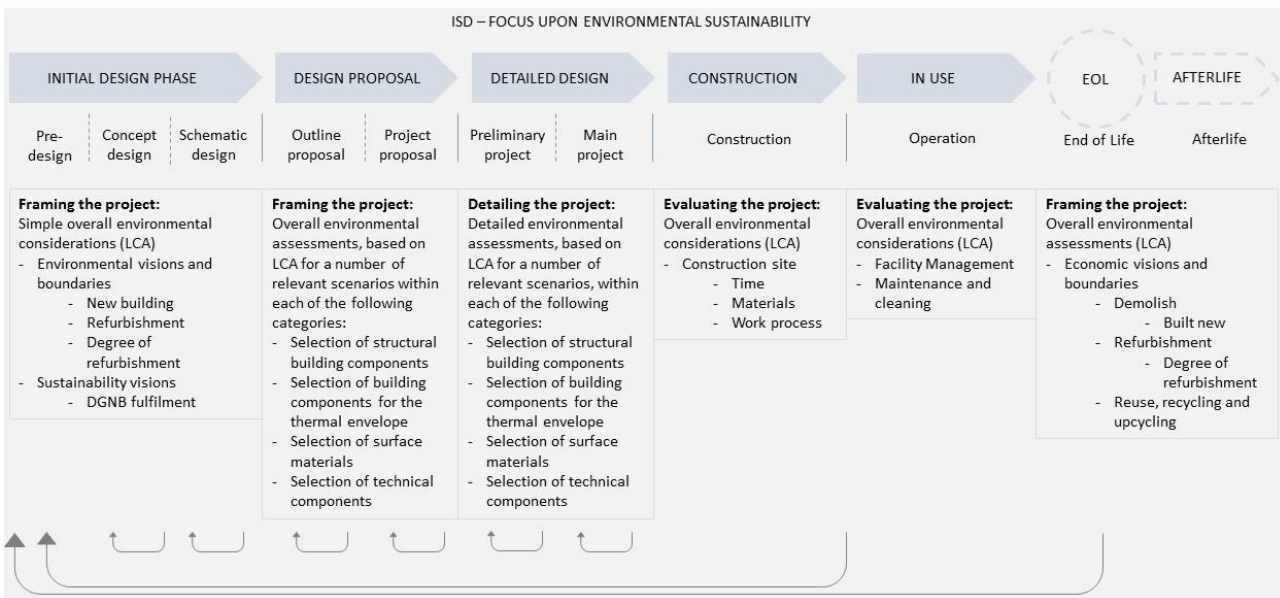 ISD – FOCUS UPON ENVIRONMENTAL SUSTAINABILITY
INITIAL DESIGN PHASE
DESIGN PROPOSAL
DETAILED DESIGN
CONSTRUCTION
IN USE
EOL
AFTERLIFE
Pre-
design
Concept
design
Schematic
design
Outline
proposal
Project
proposal
Preliminary
project
Main
project
Construction
Operation
End of Life
Afterlife
Framing the project:
Simple overall environmental
considerations (LCA)
- Environmental visions and
boundaries
- New building
- Refurbishment
- Degree of
refurbishment
- Sustainability visions
- DGNB fulfilment
Framing the project:
Overall environmental
assessments, based on
LCA for a number of
relevant scenarios within
each of the following
categories:
- Selection of structural
building components
- Selection of building
components for the
thermal envelope
- Selection of surface
materials
- Selection of technical
components
Detailing the project:
Detailed environmental
assessments, based on
LCA for a number of
relevant scenarios, within
each of the following
categories:
- Selection of structural
building components
- Selection of building
components for the
thermal envelope
- Selection of surface
materials
- Selection of technical
components
Evaluating the project:
Overall environmental
considerations (LCA)
- Construction site
- Time
- Materials
- Work process
Evaluating the project:
Overall environmental
considerations (LCA)
- Facility Management
- Maintenance and
cleaning
Framing the project:
Overall environmental
assessments (LCA)
- Economic visions and
boundaries
- Demolish
- Built new
- Refurbishment
- Degree of
refurbishment
- Reuse, recycling and
upcycling